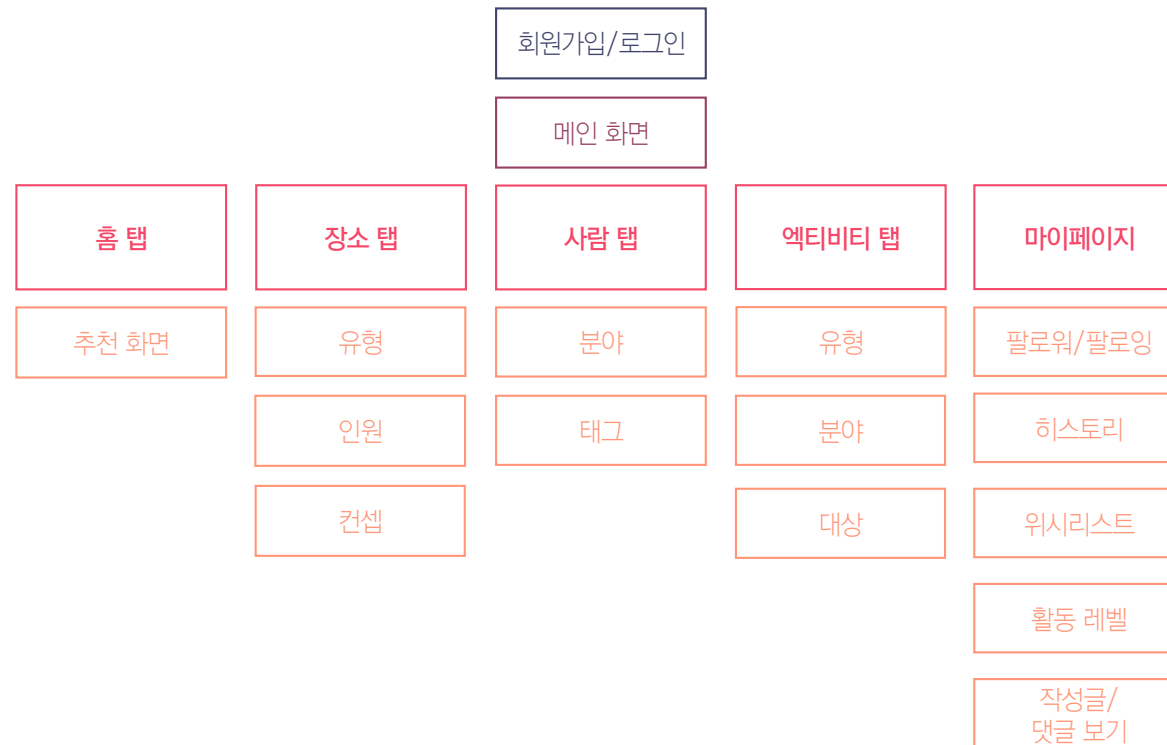 회원가입/로그인
메인 화면
홈 탭
장소 탭
사람 탭
엑티비티 탭
마이페이지
추천 화면
유형
분야
유형
팔로워/팔로잉
인원
태그
분야
히스토리
컨셉
대상
위시리스트
활동 레벨
작성글/
댓글 보기